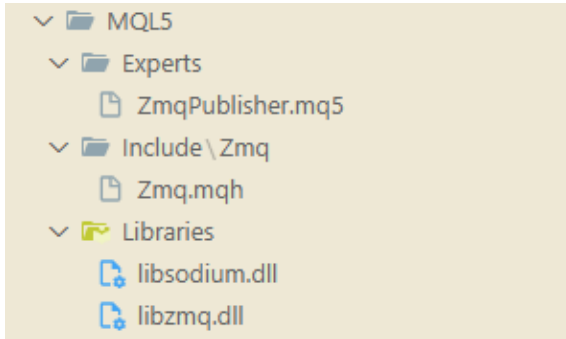 MQL5
Experts
ZmqPublisher.mq5
Include\Zmq
Zmq.mqh
Libraries
libsodium.dll
libzmq.dll